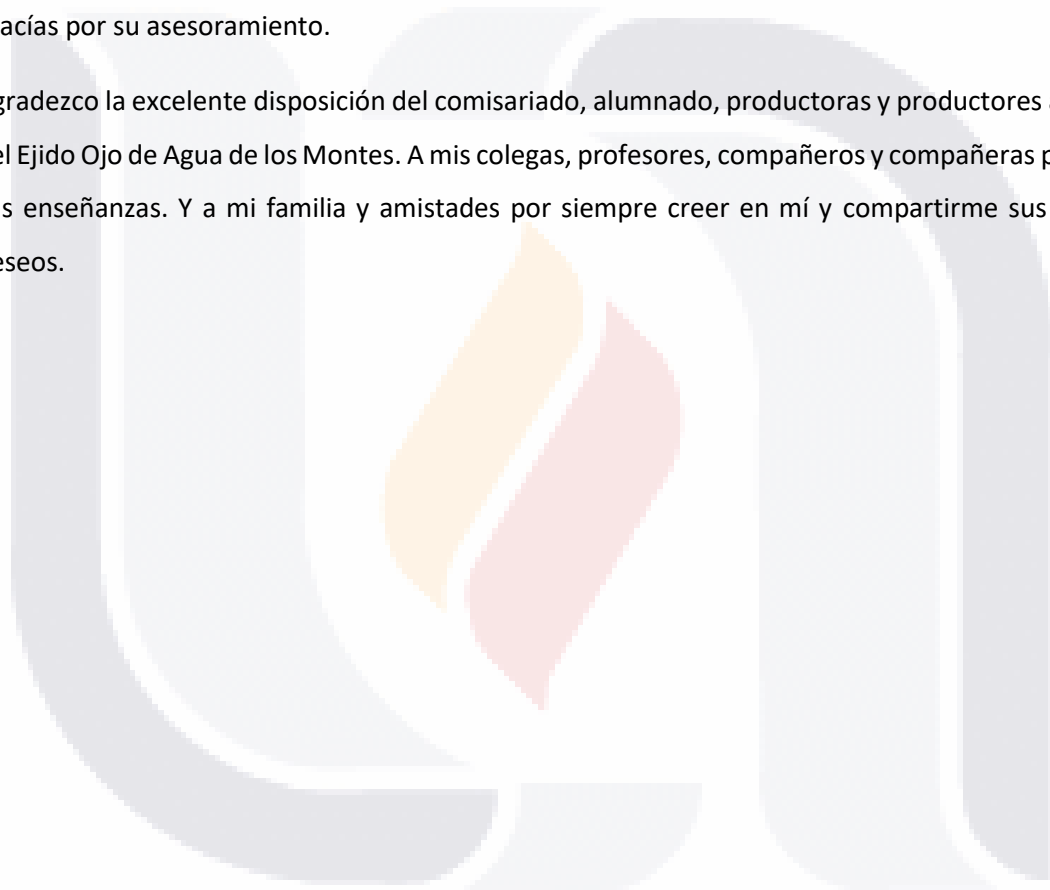 acías por su asesoramiento.
gradezco la excelente disposición del comisariado, alumnado, productoras y productores
el Ejido Ojo de Agua de los Montes. A mis colegas, profesores, compañeros y compañeras
s enseñanzas. Y a mi familia y amistades por siempre creer en mí y compartirme sus
eseos.